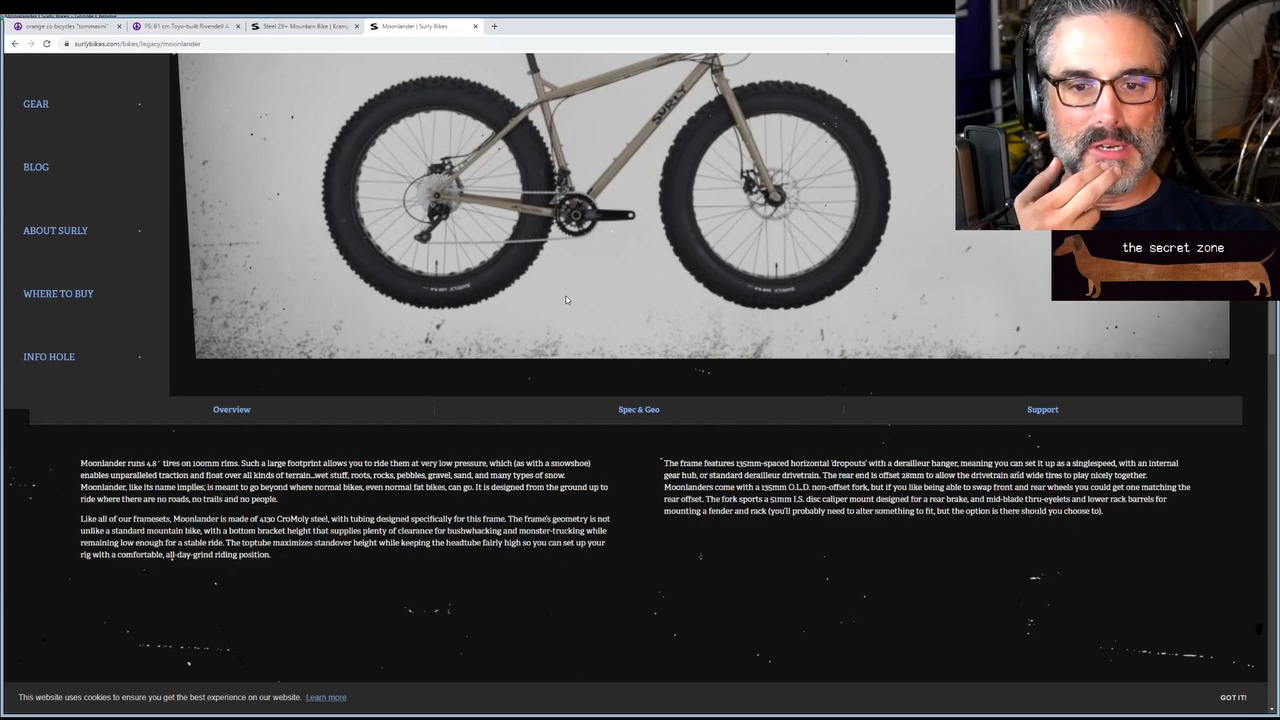 orange co bicycles "tommasini"
FS: 61 cm Toyo-built Rivendell A
Steel 29+ Mountain Bike | Kramp
Moonlander | Surly Bikes
surlybikes.com/bikes/legacy/moonlander
GEAR
BLOG
ABOUT SURLY
WHERE TO BUY
INFO HOLE
SURLY
the secret zone
Overview
Spec & Geo
Support
Moonlander runs 4.8" tires on 100mm rims. Such a large footprint allows you to ride them at very low pressure, which (as with a snowshoe)
enables unparalleled traction and float over all kinds of terrain...wet stuff, roots, rocks, pebbles, gravel, sand, and many types of snow.
Moonlander, like its name implies, is meant to go beyond where normal bikes, even normal fat bikes, can go. It is designed from the ground up to
ride where there are no roads, no trails and no people.
Like all of our framesets, Moonlander is made of 4130 CroMoly steel, with tubing designed specifically for this frame. The frame's geometry is not
unlike a standard mountain bike, with a bottom bracket height that supplies plenty of clearance for bushwhacking and monster-trucking while
remaining low enough for a stable ride. The toptube maximizes standover height while keeping the headtube fairly high so you can set up your
rig with a comfortable, all-day-grind riding position.
The frame features 135mm-spaced horizontal 'dropouts' with a derailleur hanger, meaning you can set it up as a singlespeed, with an internal
gear hub, or standard derailleur drivetrain. The rear end is offset 28mm to allow the drivetrain and wide tires to play nicely together.
Moonlanders come with a 135mm O.L.D. non-offset fork, but if you like being able to swap front and rear wheels you could get one matching the
rear offset. The fork sports a 51mm I.S. disc caliper mount designed for a rear brake, and mid-blade thru-eyelets and lower rack barrels for
mounting a fender and rack (you'll probably need to alter something to fit, but the option is there should you choose to).
This website uses cookies to ensure you get the best experience on our website. Learn more
GOT IT!